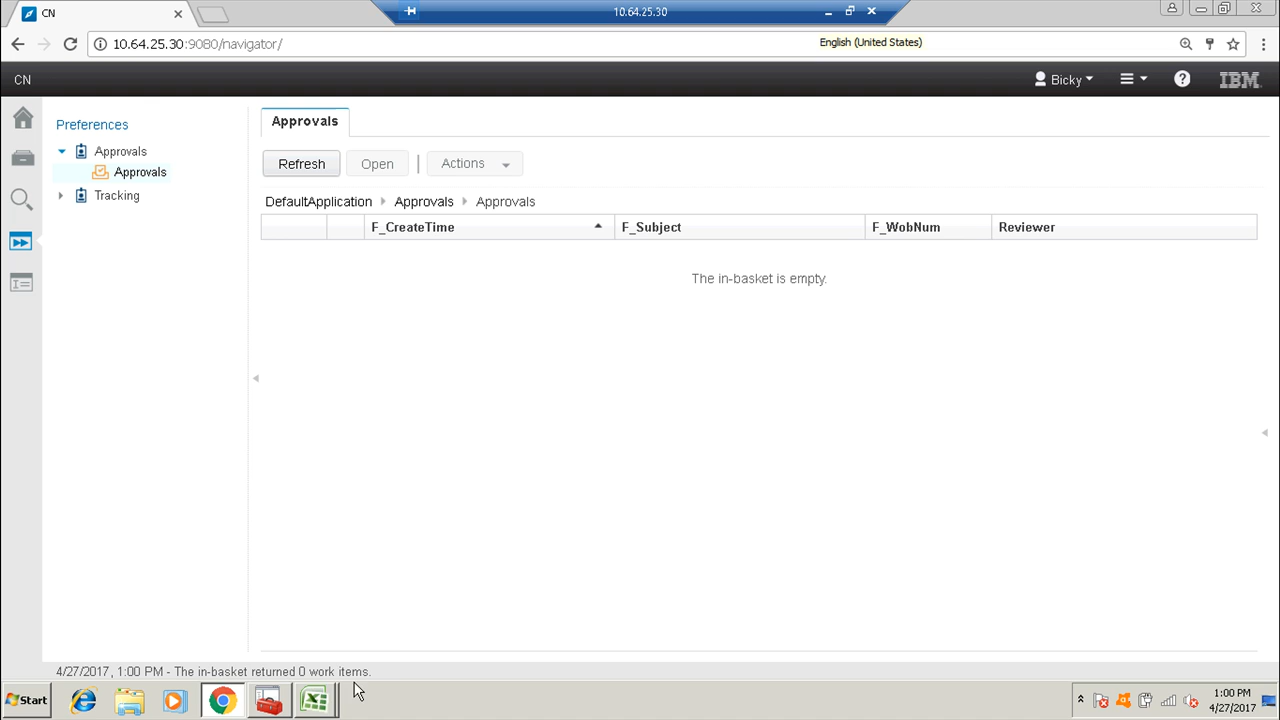 CN
10.64.25.30
10.64.25.30:9080/navigator/
English (United States)
CN
Bicky
IBM
Preferences
Approvals
Approvals
Tracking
Approvals
Refresh
Open
Actions
DefaultApplication
Approvals
Approvals
F_CreateTime
F_Subject
F_WobNum
Reviewer
The in-basket is empty.
4/27/2017, 1:00 PM - The in-basket returned 0 work items.
Start
1:00 PM
4/27/2017